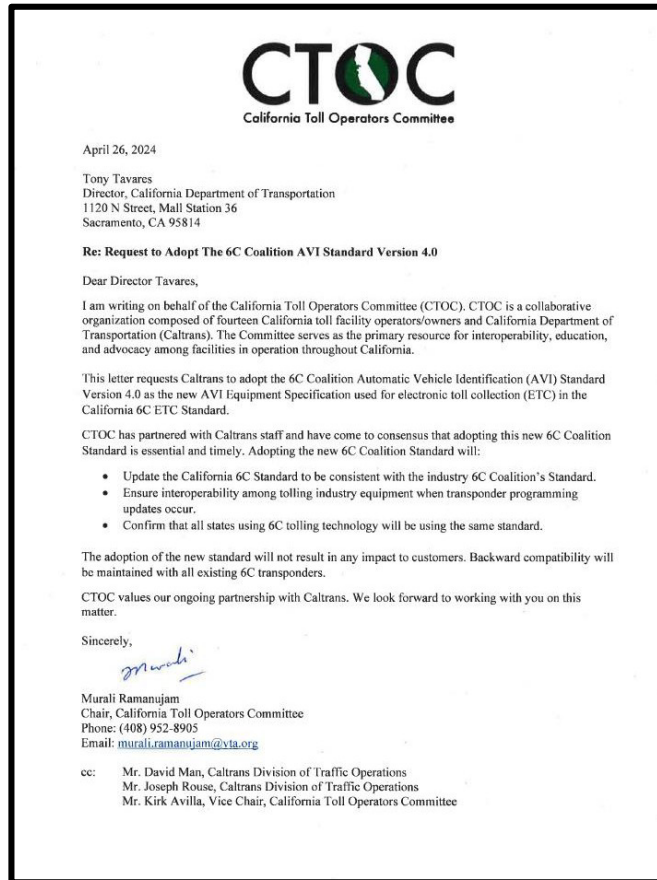 CTOC
California Toll Operators Committee
April 26, 2024
Tony Tavares
Director, California Department of Transportation
1120 N Street, Mall Station 36
Sacramento, CA 95814
Re: Request to Adopt The 6C Coalition AVI Standard Version 4.0
Dear Director Tavares,
I am writing on behalf of the California Toll Operators Committee (CTOC). CTOC is a collaborative
organization composed of fourteen California toll facility operators/owners and California Department of
Transportation (Caltrans). The Committee serves as the primary resource for interoperability, education,
and advocacy among facilities in operation throughout California.
This letter requests Caltrans to adopt the 6C Coalition Automatic Vehicle Identification (AVI) Standard
Version 4.0 as the new AVI Equipment Specification used for electronic toll collection (ETC) in the
California 6C ETC Standard.
CTOC has partnered with Caltrans staff and have come to consensus that adopting this new 6C Coalition
Standard is essential and timely. Adopting the new 6C Coalition Standard will:
• Update the California 6C Standard to be consistent with the industry 6C Coalition's Standard.
• Ensure interoperability among tolling industry equipment when transponder programming
updates occur.
• Confirm that all states using 6C tolling technology will be using the same standard.
The adoption of the new standard will not result in any impact to customers. Backward compatibility will
be maintained with all existing 6C transponders.
CTOC values our ongoing partnership with Caltrans. We look forward to working with you on this
matter.
Sincerely,
Murali
Murali Ramanujam
Chair, California Toll Operators Committee
Phone: (408) 952-8905
Email: murali.ramanujam@vta.org
cc: Mr. David Man, Caltrans Division of Traffic Operations
Mr. Joseph Rouse, Caltrans Division of Traffic Operations
Mr. Kirk Avilla, Vice Chair, California Toll Operators Committee